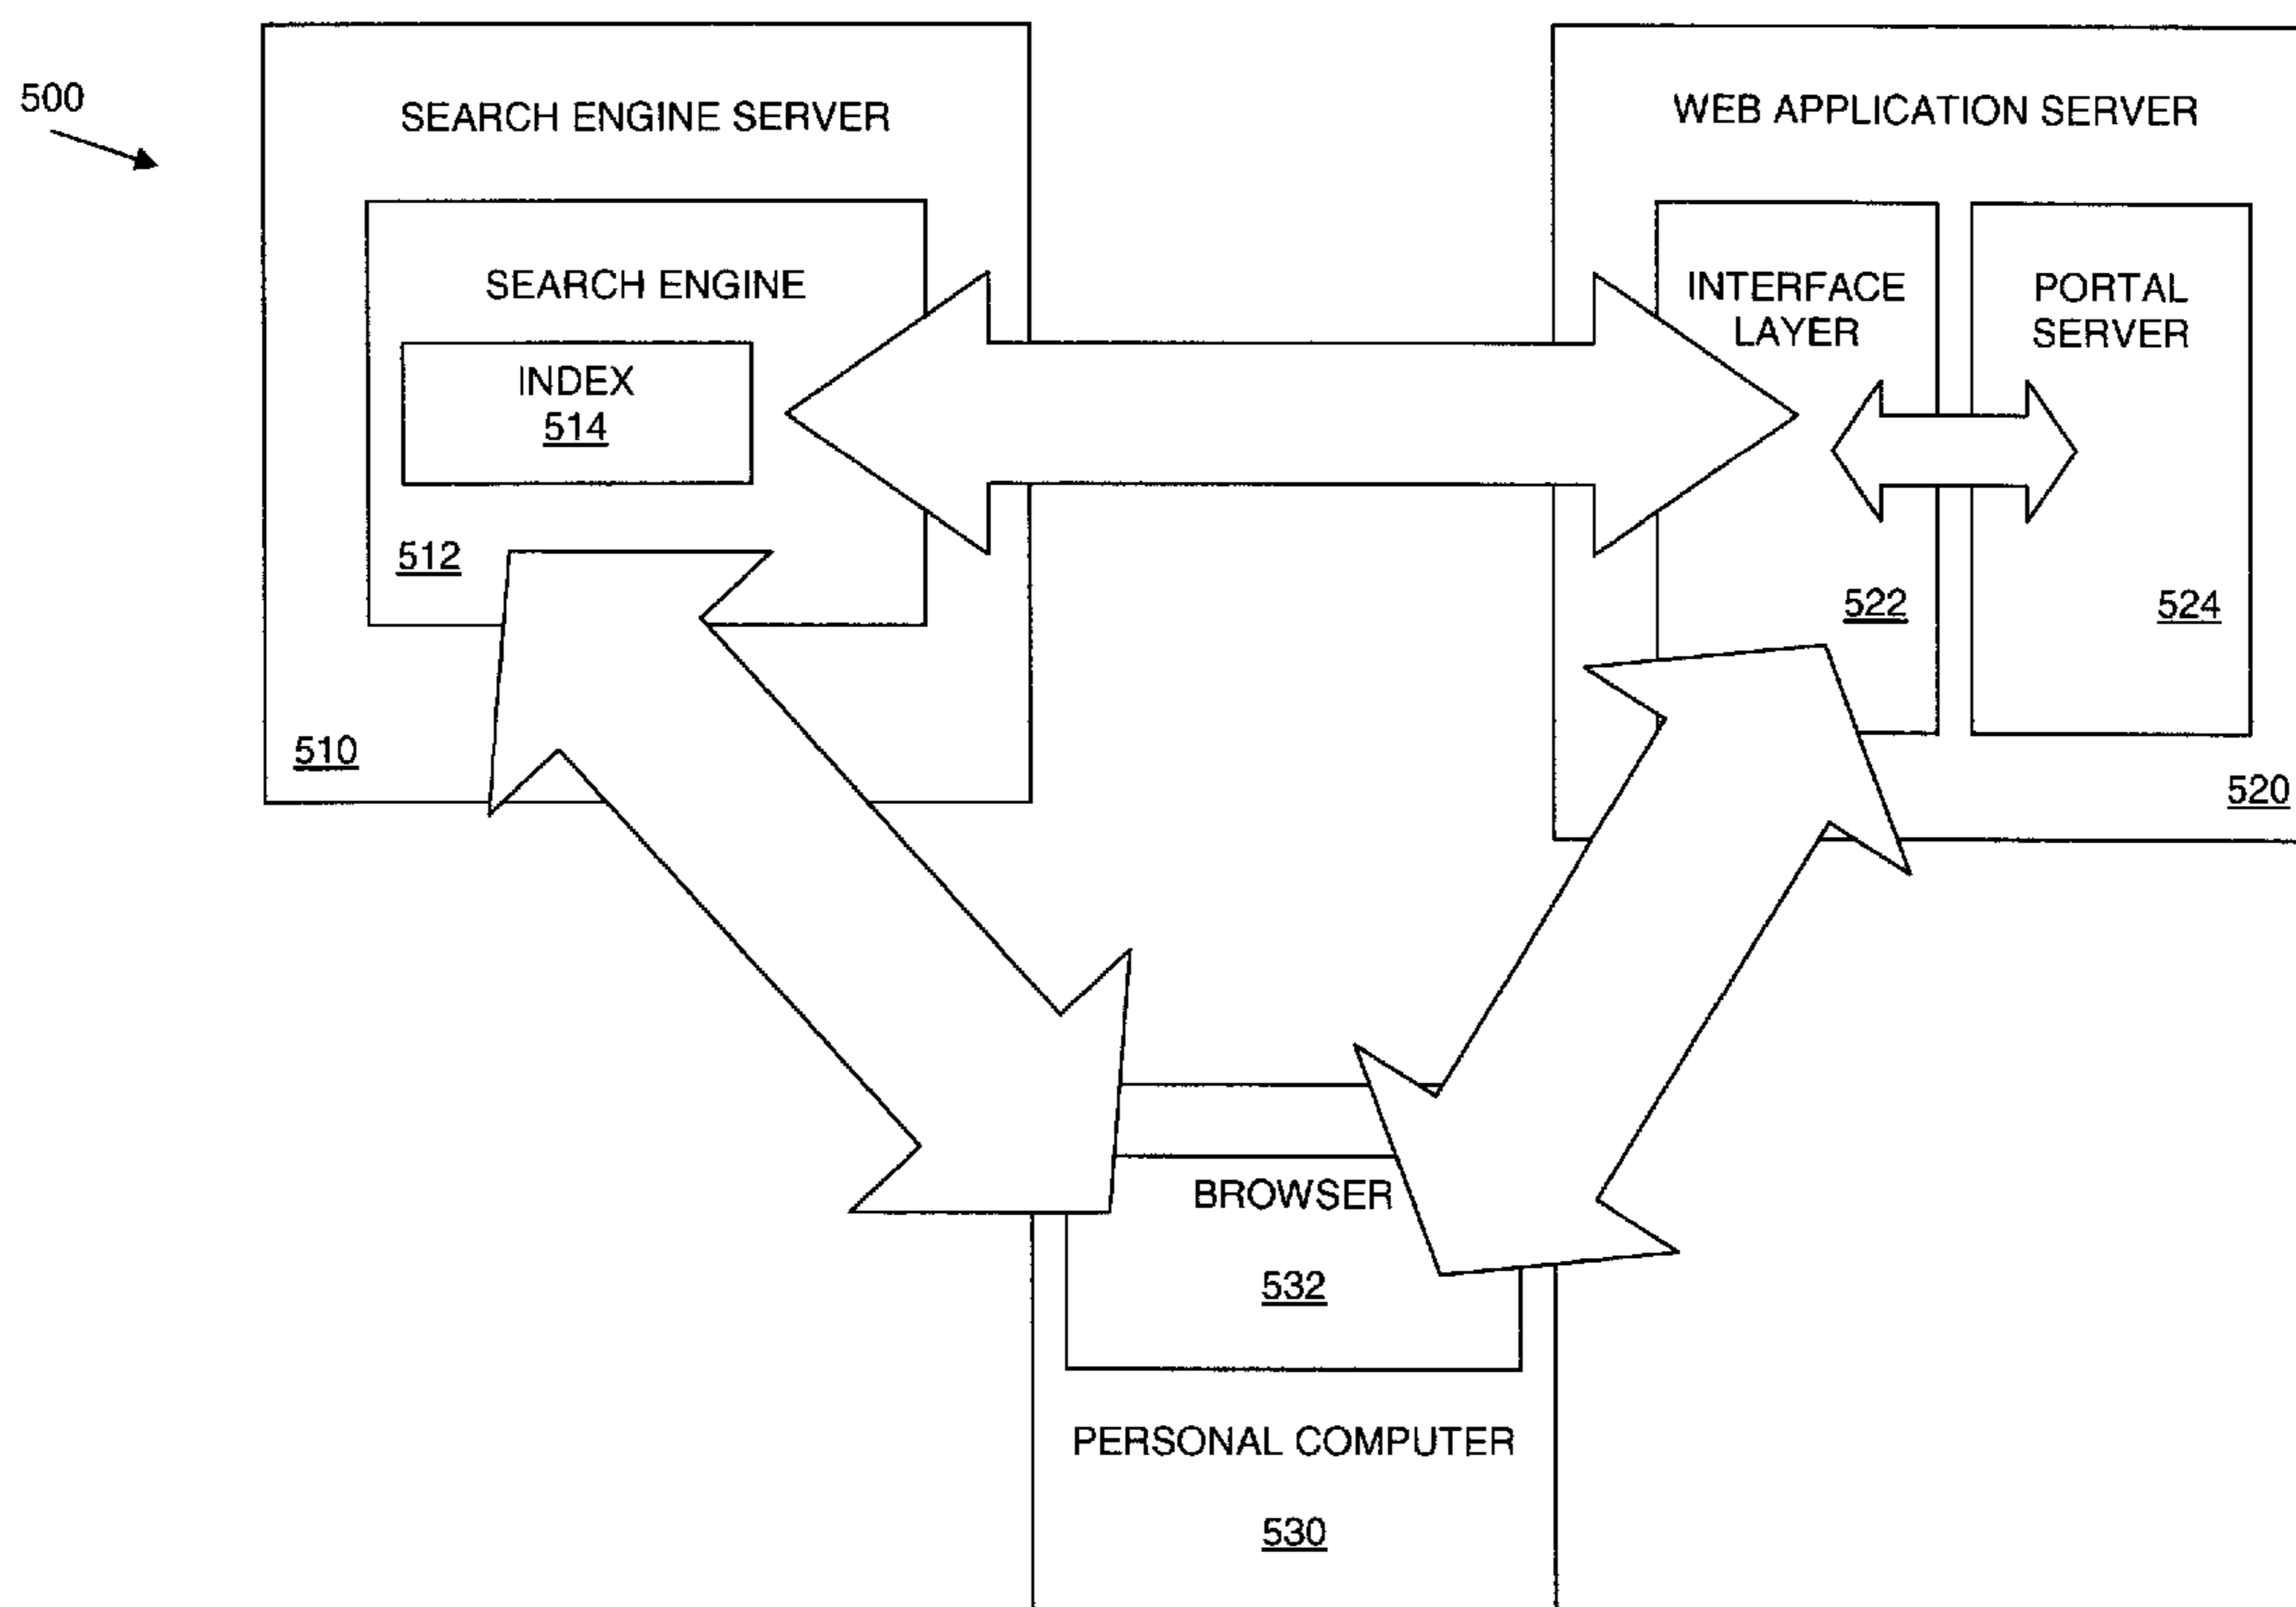 500
SEARCH ENGINE SERVER
SEARCH ENGINE
INDEX
514
512
510
WEB APPLICATION SERVER
INTERFACE
LAYER
522
PORTAL
SERVER
524
520
BROWSER
532
PERSONAL COMPUTER
530